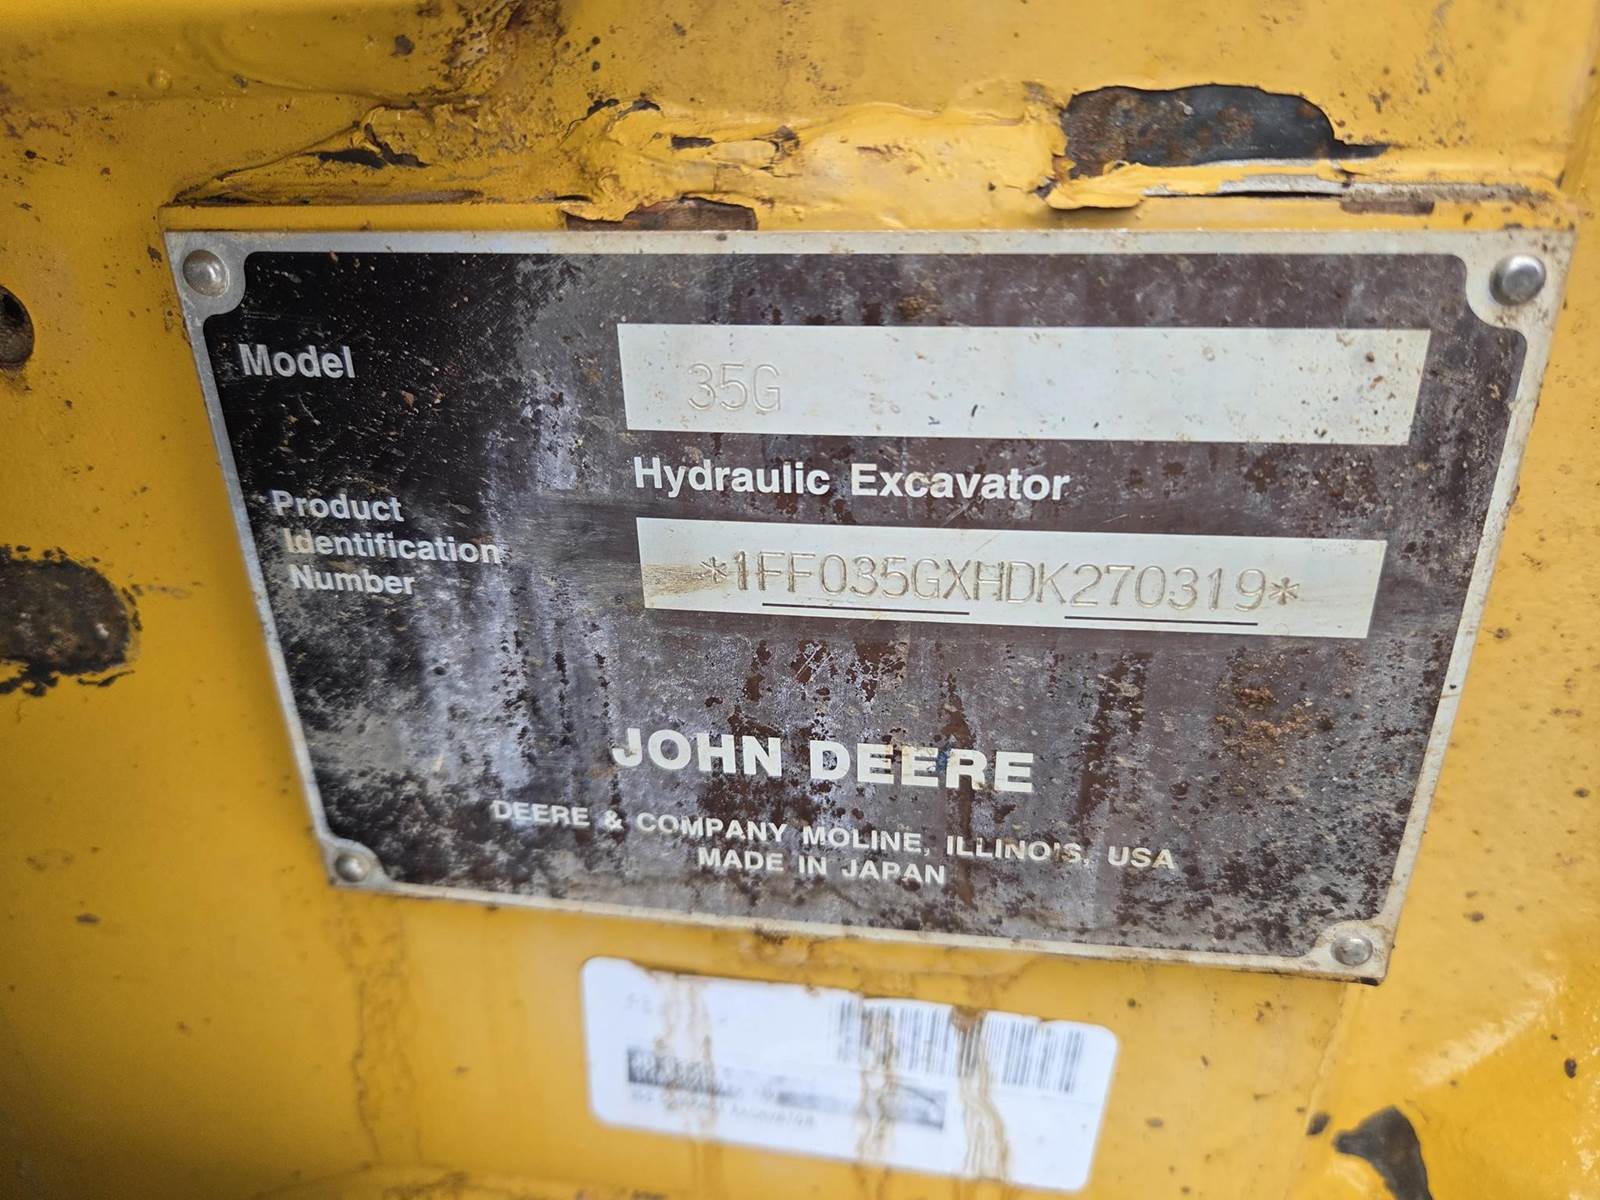 Model
35G
Hydraulic Excavator
Product
Identification
Number
*1FF035GXHDK270319*
JOHN DEERE
DEERE & COMPANY MOLINE, ILLINOIS, USA
MADE IN JAPAN